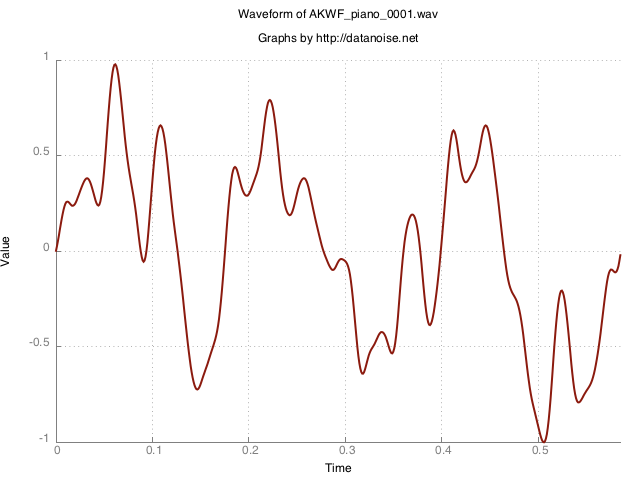 Waveform of AKWF_piano_0001.wav
Graphs by http://datanoise.net
1
0.5
0
-0.5
-1
Value
0 0.1 0.2 0.3 0.4 0.5
Time